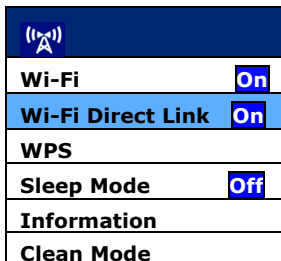 Wi-Fi On
Wi-Fi Direct Link On
WPS
Sleep Mode Off
Information
Clean Mode